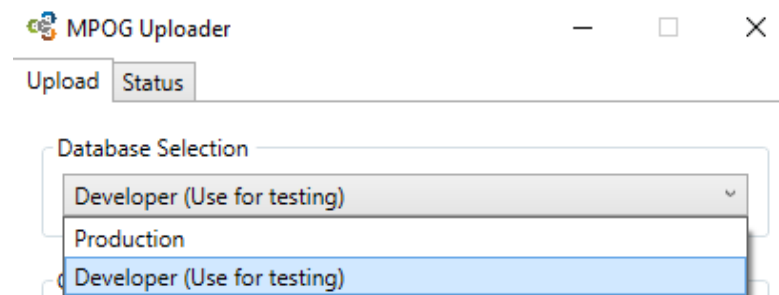 MPOG Uploader
Upload Status
Database Selection
Developer (Use for testing)
Production
Developer (Use for testing)